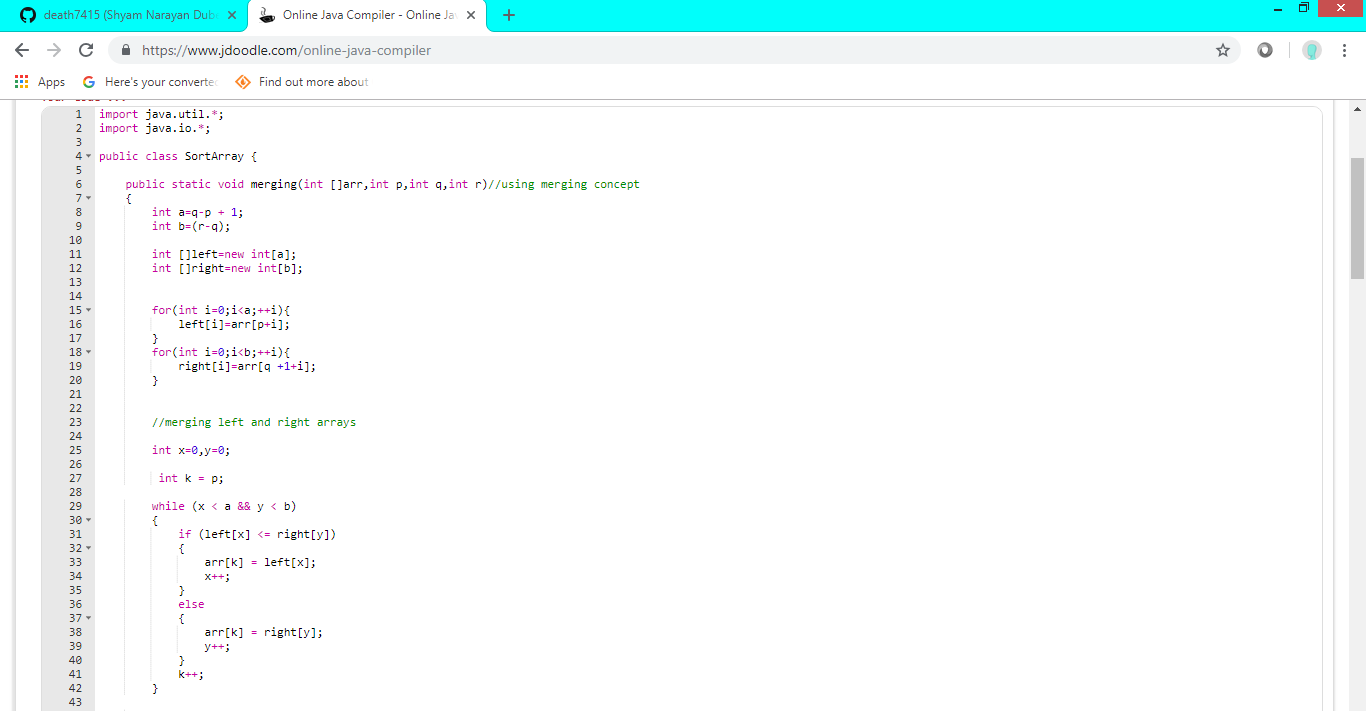 death7415 (Shyam Narayan Dub
Online Java Compiler - Online Jav
https://www.jdoodle.com/online-java-compiler
Apps
Here's your converted
Find out more about
1 import java.util.*;
2 import java.io.*;
3
4 public class SortArray {
5
6 public static void merging(int []arr,int p,int q,int r)//using merging concept
7 {
8 int a=q-p + 1;
9 int b=(r-q);
10
11 int []left=new int[a];
12 int []right=new int[b];
13
14
15 for(int i=0;i<a;++i){
16 left[i]=arr[p+i];
17 }
18 for(int i=0;i<b;++i){
19 right[i]=arr[q +1+i];
20 }
21
22
23 //merging left and right arrays
24
25 int x=0,y=0;
26
27 int k = p;
28
29 while (x < a && y < b)
30 {
31 if (left[x] <= right[y])
32 {
33 arr[k] = left[x];
34 x++;
35 }
36 else
37 {
38 arr[k] = right[y];
39 y++;
40 }
41 k++;
42 }
43